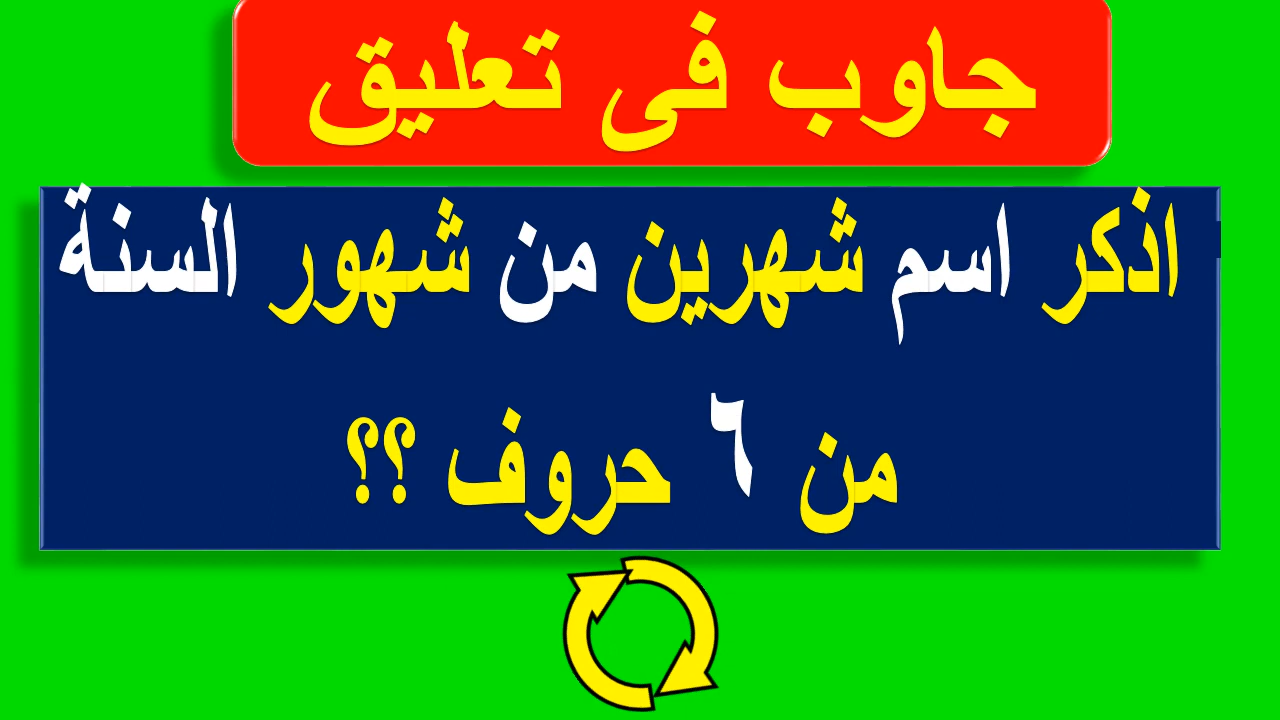 جاوب فى تعليق
اذكر اسم شهرين من شهور السنة
من ٦ حروف ؟؟